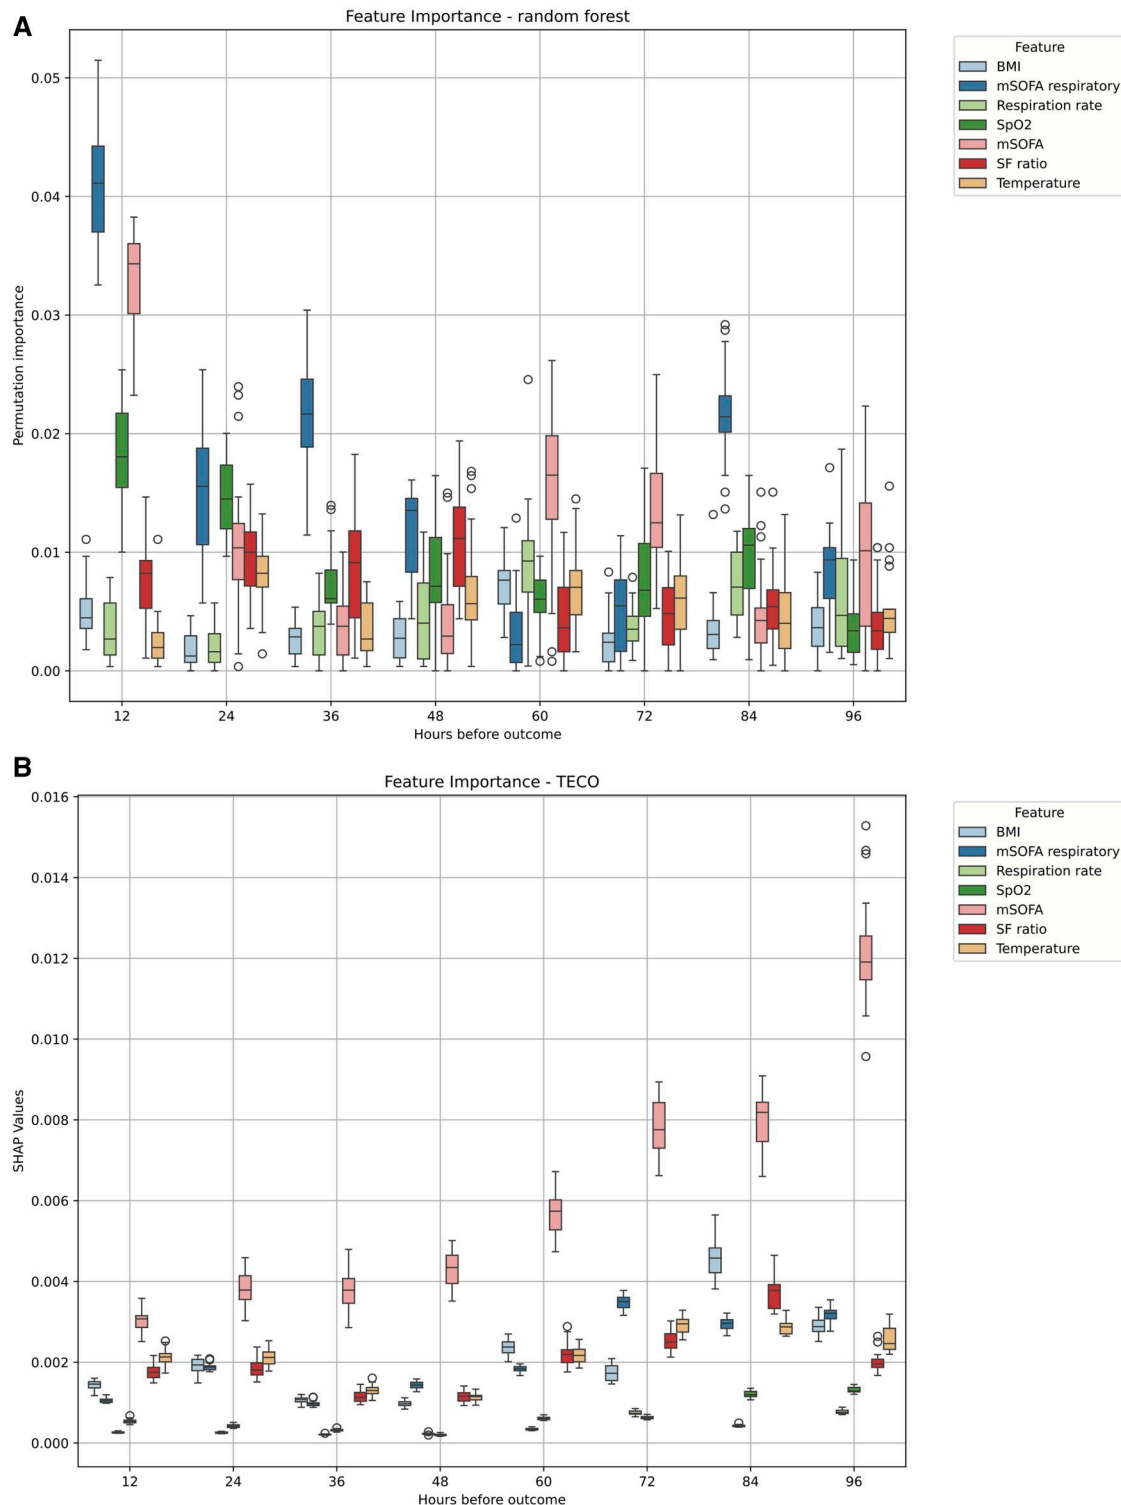 A
Feature Importance - random forest
Permutation importance
0.05
0.04
0.03
0.02
0.01
0.00
12 24 36 48 60 72 84 96
Hours before outcome
Feature
BMI
mSOFA respiratory
Respiration rate
SpO2
mSOFA
SF ratio
Temperature
B
Feature Importance - TECO
SHAP Values
0.016
0.014
0.012
0.010
0.008
0.006
0.004
0.002
0.000
12 24 36 48 60 72 84 96
Hours before outcome
Feature
BMI
mSOFA respiratory
Respiration rate
SpO2
mSOFA
SF ratio
Temperature